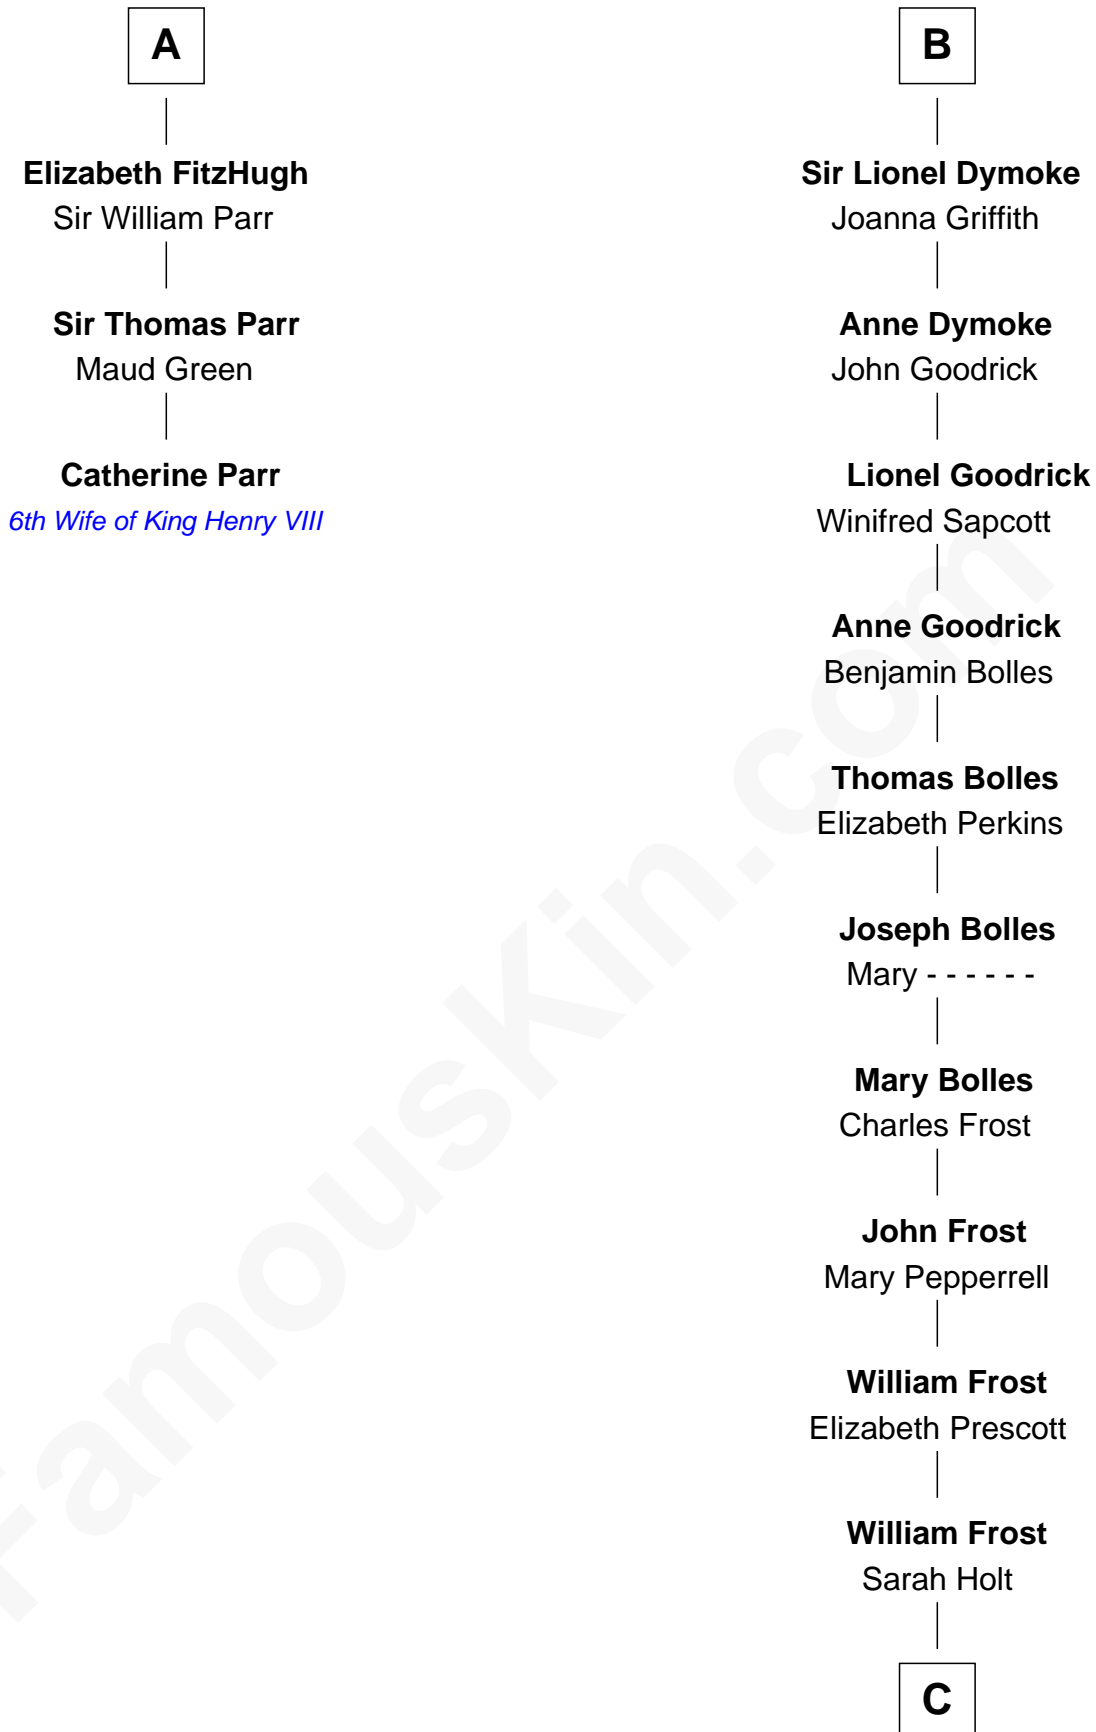 A
Elizabeth FitzHugh
Sir William Parr
Sir Thomas Parr
Maud Green
Catherine Parr
6th Wife of King Henry VIII
B
Sir Lionel Dymoke
Joanna Griffith
Anne Dymoke
John Goodrick
Lionel Goodrick
Winifred Sapcott
Anne Goodrick
Benjamin Bolles
Thomas Bolles
Elizabeth Perkins
Joseph Bolles
Mary - - - - - -
Mary Bolles
Charles Frost
John Frost
Mary Pepperrell
William Frost
Elizabeth Prescott
William Frost
Sarah Holt
C
FamousKin.com